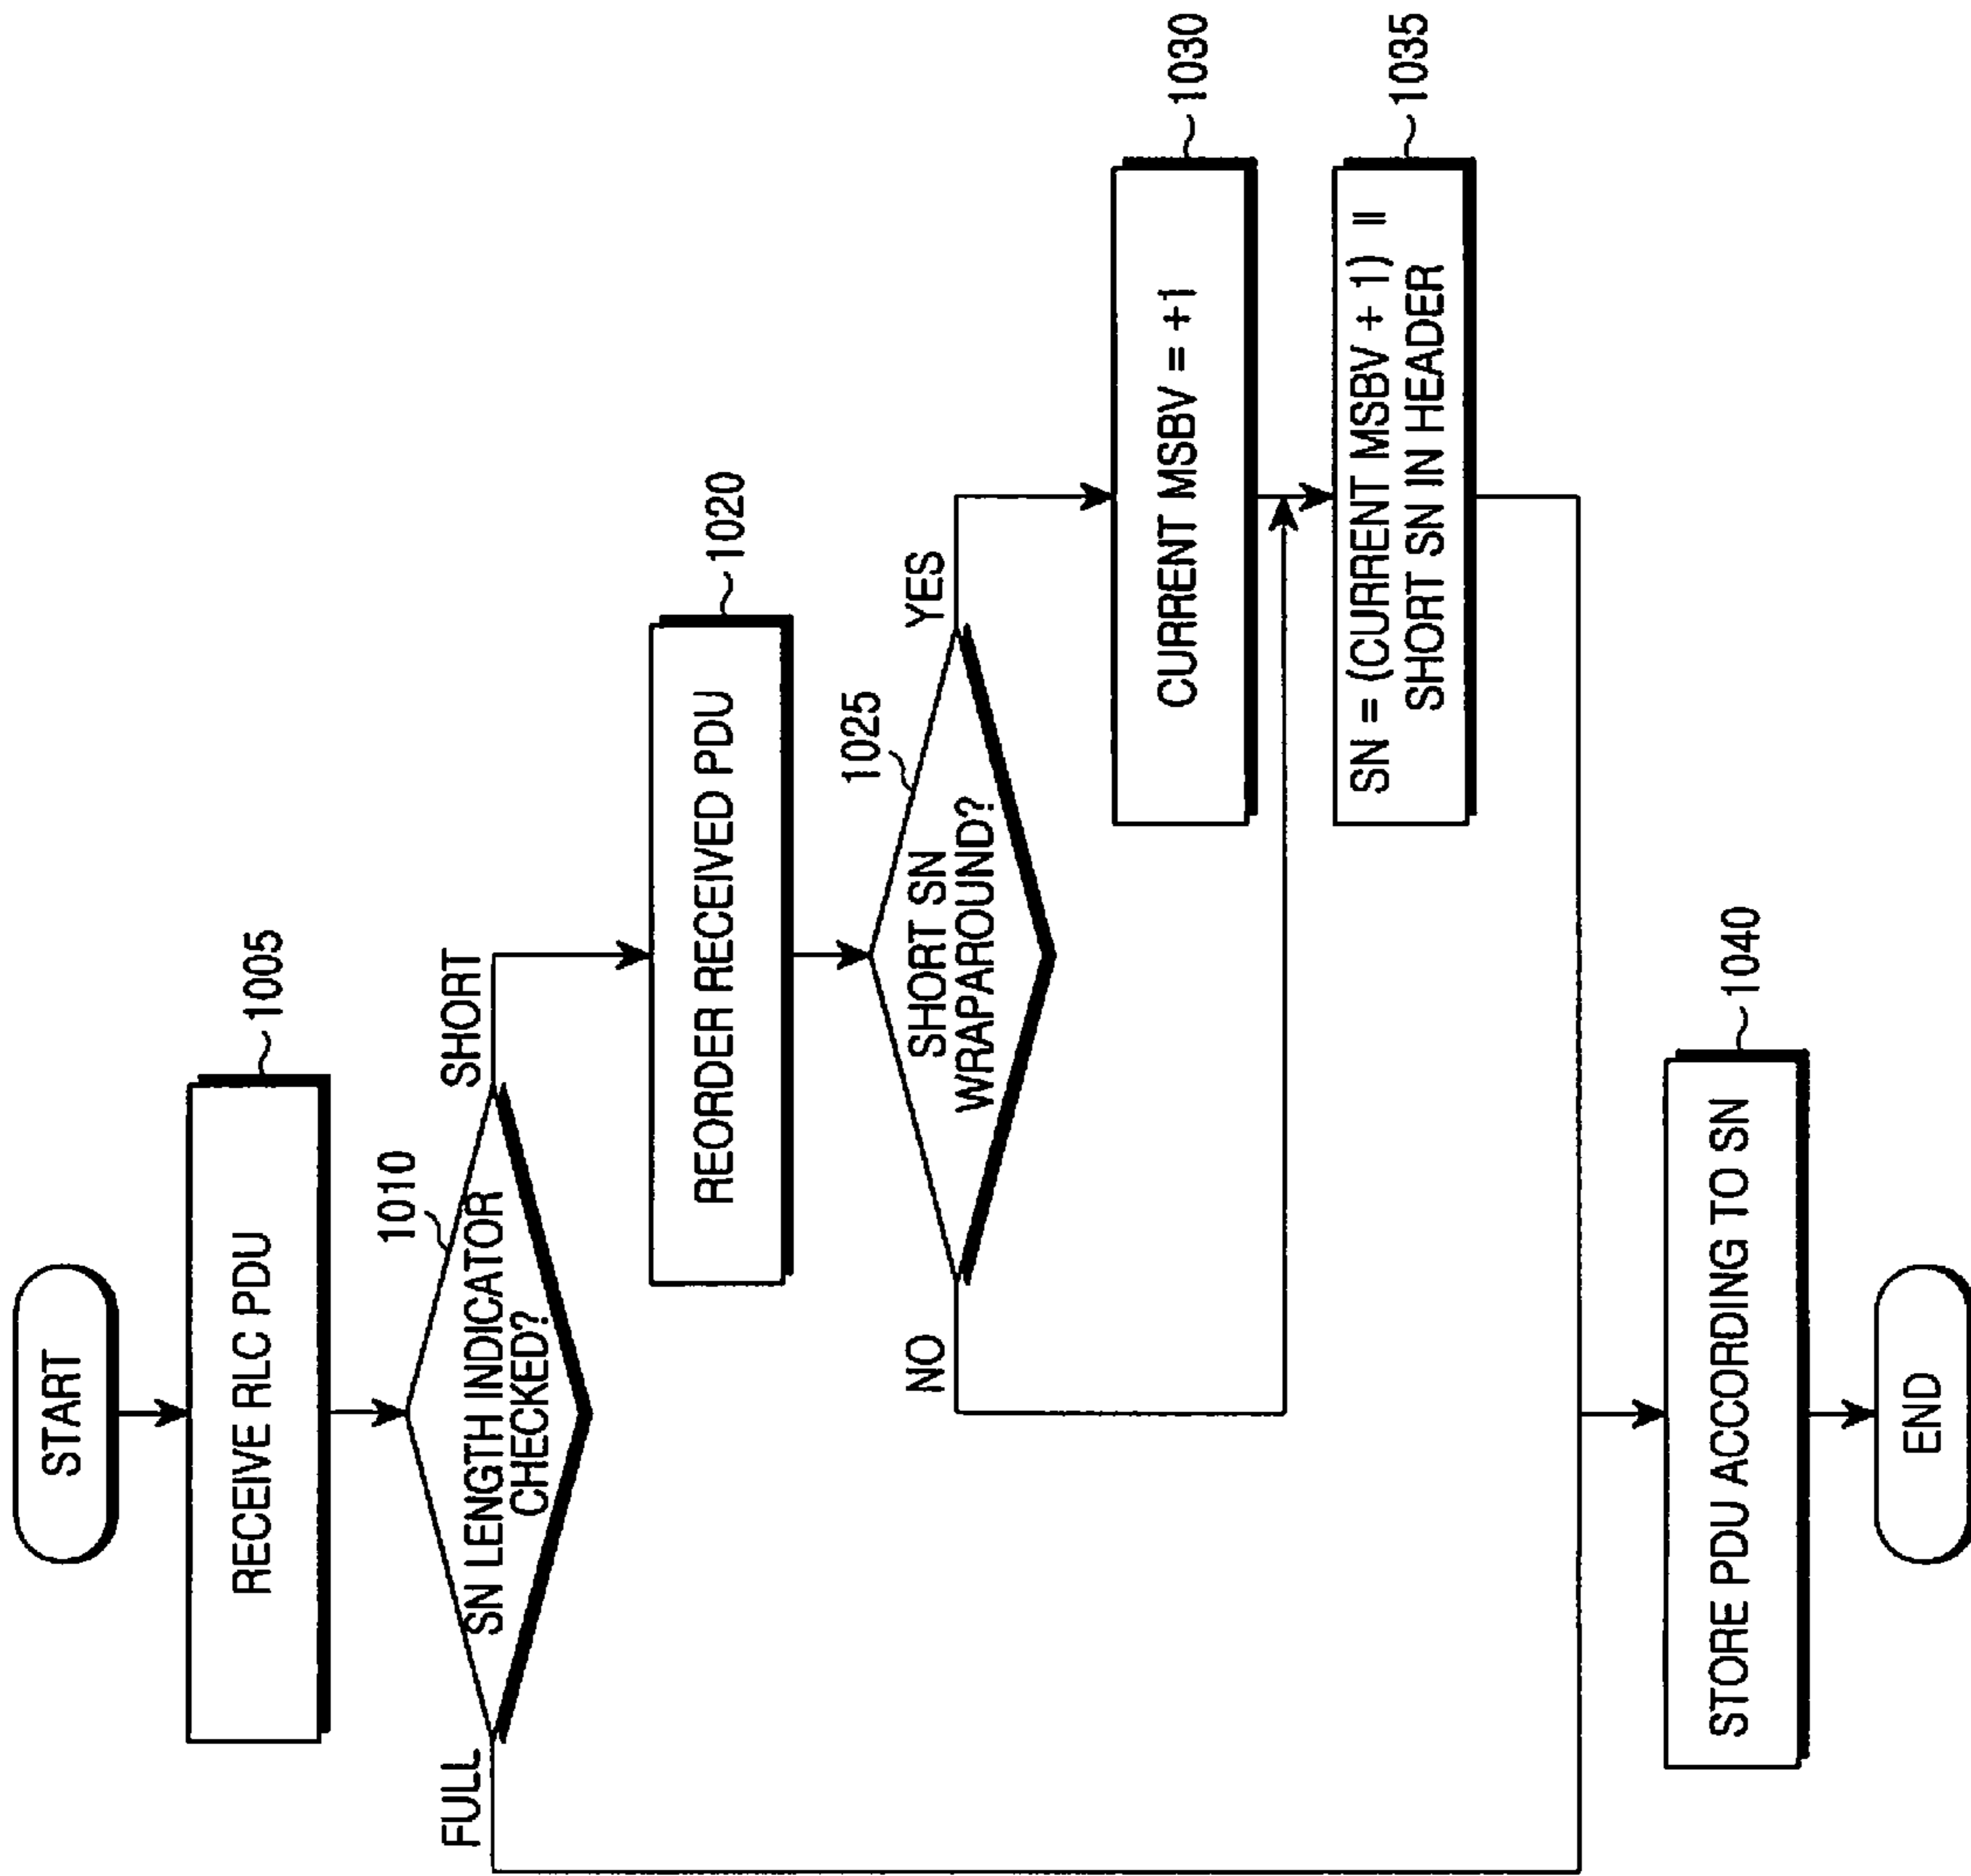 START
RECEIVE RLC PDU
1005
1010
SN LENGTH INDICATOR
CHECKED?
FULL
SHORT
REORDER RECEIVED PDU
1020
1025
SHORT SN
WRAPAROUND?
NO
YES
CURRENT MSBV = +1
1030
SN = (CURRENT MSBV + 1) ||
SHORT SN IN HEADER
1035
STORE PDU ACCORDING TO SN
1040
END